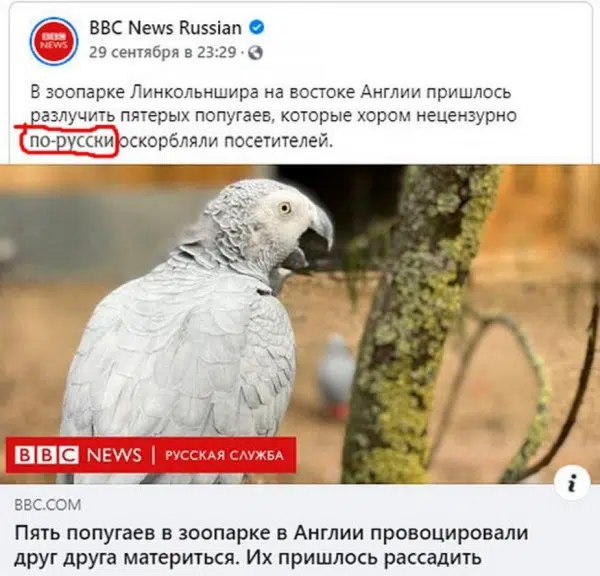 BBC News Russian
BBC
NEWS
29 сентября в 23:29 ·
В зоопарке Линкольншира на востоке Англии пришлось
разлучить пятерых попугаев, которые хором нецензурно
по-русски оскорбляли посетителей.
BBC NEWS | РУССКАЯ СЛУЖБА
BBC.COM
Пять попугаев в зоопарке в Англии провоцировали
друг друга материться. Их пришлось рассадить